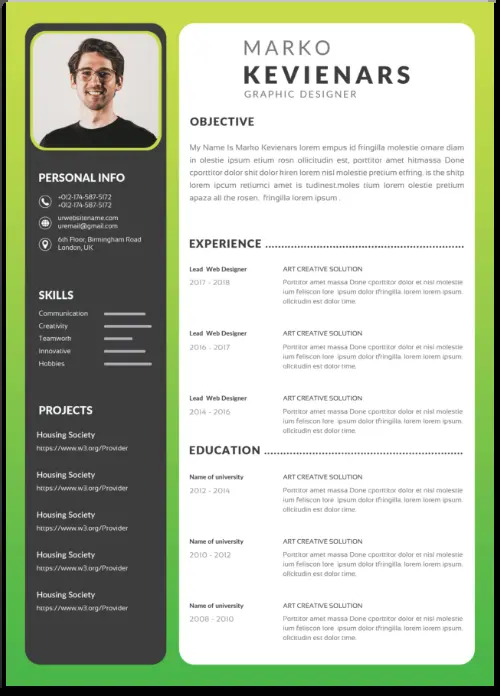 MARKO
KEVIENARS
GRAPHIC DESIGNER
PERSONAL INFO
+012-174-587-5172
+012-174-587-5172
urwebsitename.com
uremail@gmail.com
6th Floor, Birmingham Road
London, UK
SKILLS
Communication
Creativity
Teamwork
Innovative
Hobbies
PROJECTS
Housing Society
https://www.w3.org/Provider
Housing Society
https://www.w3.org/Provider
Housing Society
https://www.w3.org/Provider
Housing Society
https://www.w3.org/Provider
Housing Society
https://www.w3.org/Provider
OBJECTIVE
My Name Is Marko Kevienars lorem empus id fringilla molestie ornare diam
in olestie ipsum etium rosn ollicitudin est, porttitor amet hitmassa Done
cporttitor dolor shit dolor hiren lorem nisl molestie pretium erfring. is the shitp
lorem ipsum retiumci amet is tudinest.moles iium lorem olestie pretium
apaza all the rosen, fringilla lorem ipsum .
EXPERIENCE
Lead Web Designer
2017 - 2018
ART CREATIVE SOLUTION
Porttitor amet massa Done cporttitor dolor et nisl molestie
ium feliscon lore ipsum dolor tfringilla. lorem lorem ipsum.
olicitudin est dolor time.
Lead Web Designer
2016 - 2017
ART CREATIVE SOLUTION
Porttitor amet massa Done cporttitor dolor et nisl molestie
ium feliscon lore ipsum dolor tfringilla. lorem lorem ipsum.
olicitudin est dolor time.
Lead Web Designer
2014 - 2016
ART CREATIVE SOLUTION
Porttitor amet massa Done cporttitor dolor et nisl molestie
ium feliscon lore ipsum dolor tfringilla. lorem lorem ipsum.
olicitudin est dolor time.
EDUCATION
Name of university
2012 - 2014
ART CREATIVE SOLUTION
Porttitor amet massa Done cporttitor dolor et nisl molestie
ium feliscon lore ipsum dolor tfringilla. lorem lorem ipsum.
olicitudin est dolor time.
Name of university
2010 - 2012
ART CREATIVE SOLUTION
Porttitor amet massa Done cporttitor dolor et nisl molestie
ium feliscon lore ipsum dolor tfringilla. lorem lorem ipsum.
olicitudin est dolor time.
Name of university
2008 - 2010
ART CREATIVE SOLUTION
Porttitor amet massa Done cporttitor dolor et nisl molestie
ium feliscon lore ipsum dolor tfringilla. lorem lorem ipsum.
olicitudin est dolor time.